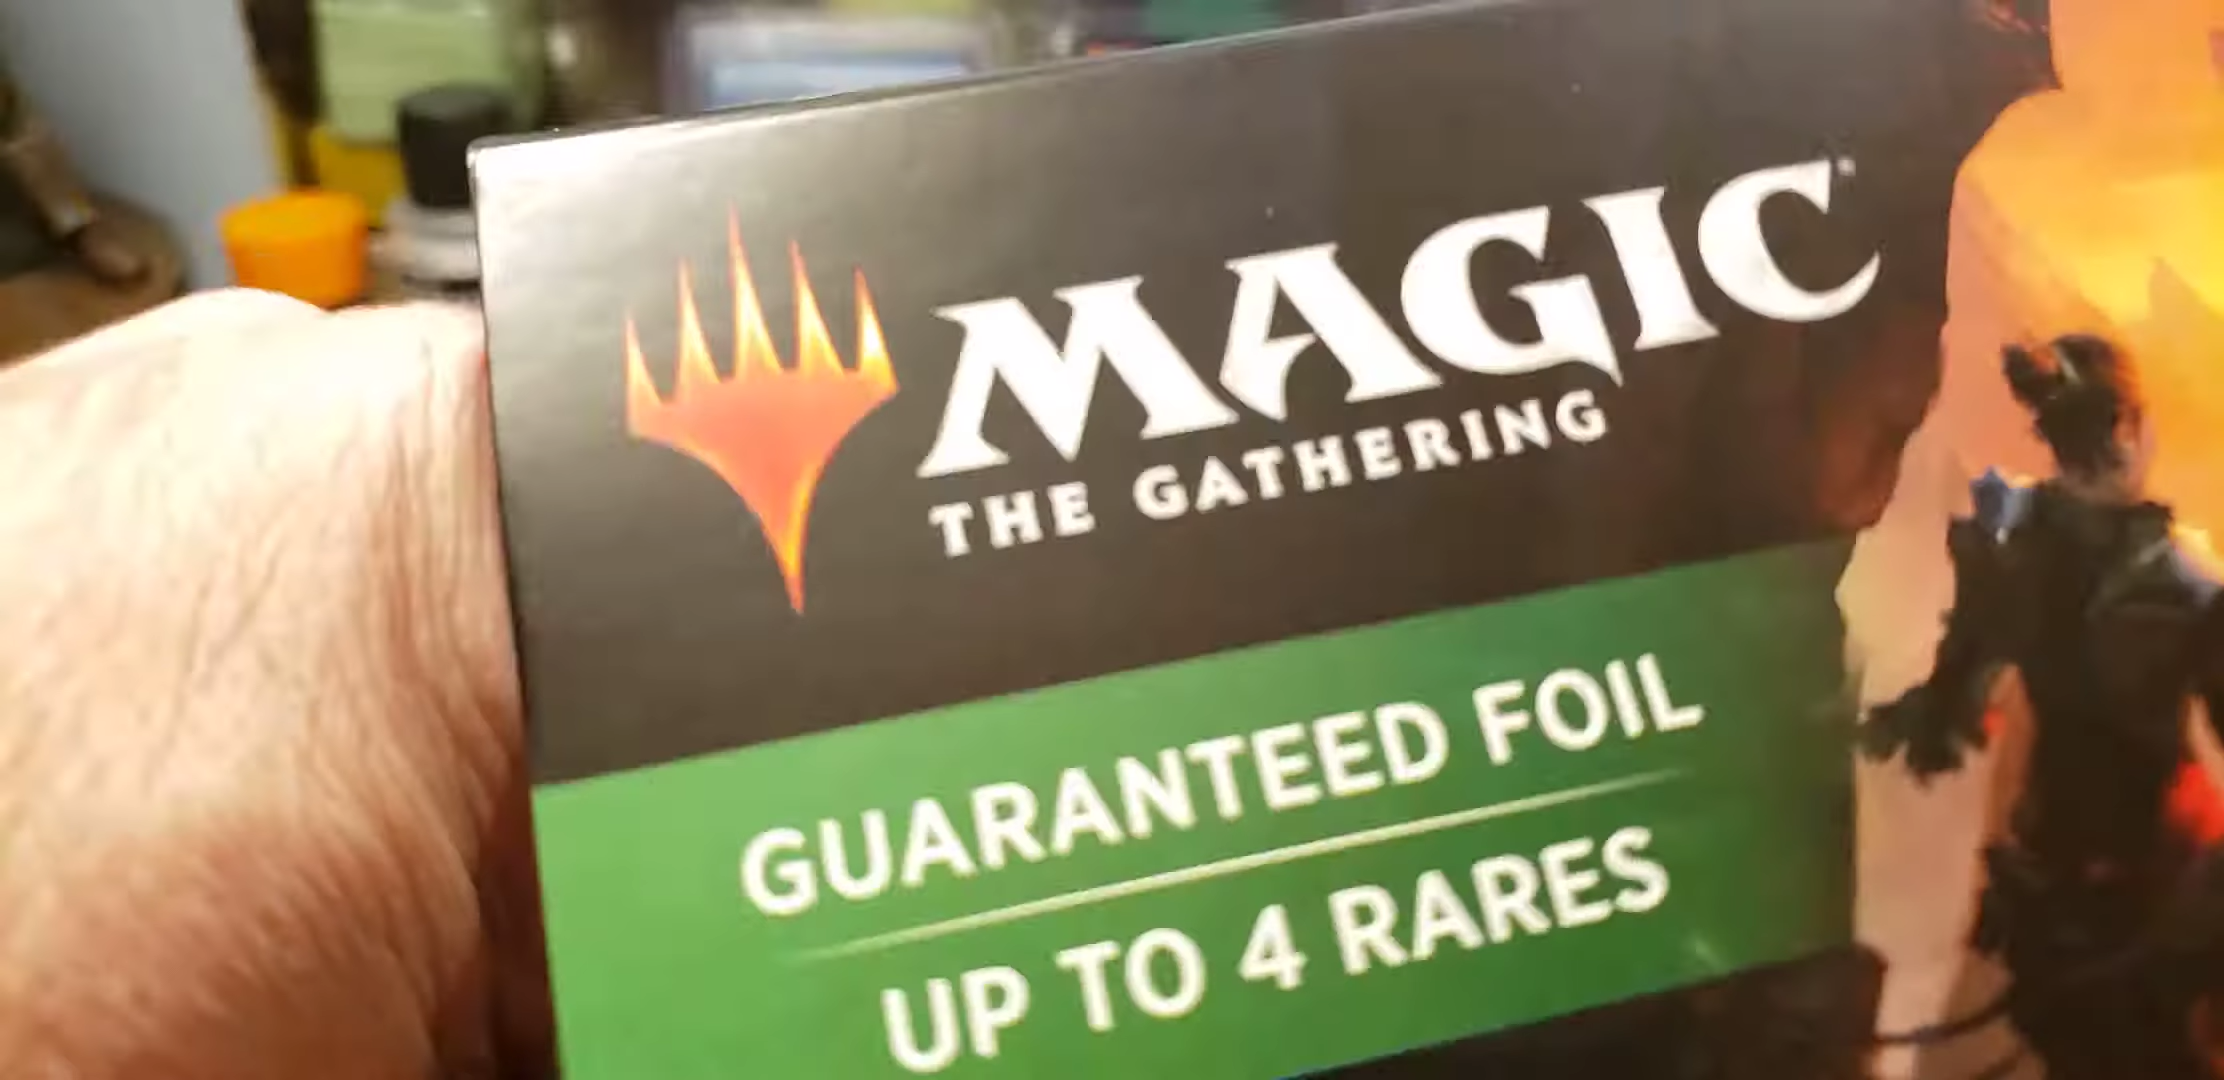 MAGIC
THE GATHERING
GUARANTEED FOIL
UP TO 4 RARES